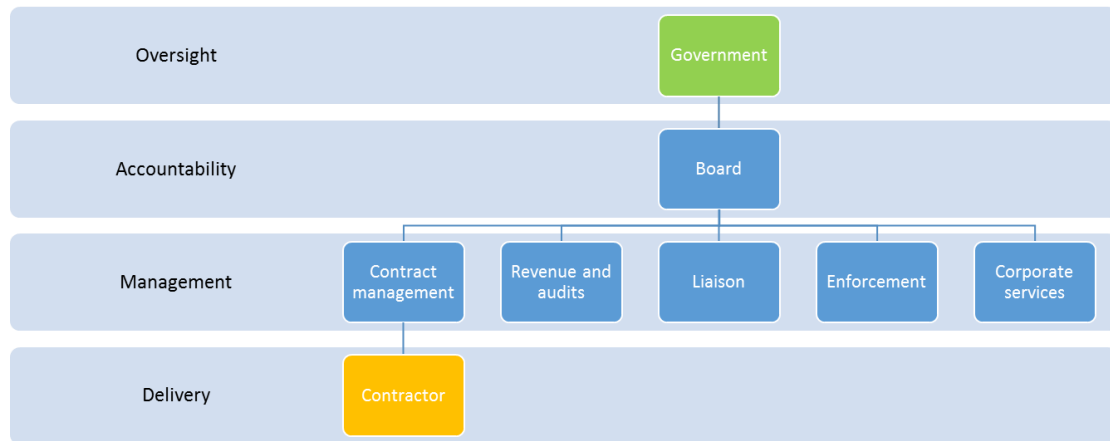 Oversight
Government
Accountability
Board
Management
Contract
management
Revenue and
audits
Liaison
Enforcement
Corporate
services
Delivery
Contractor